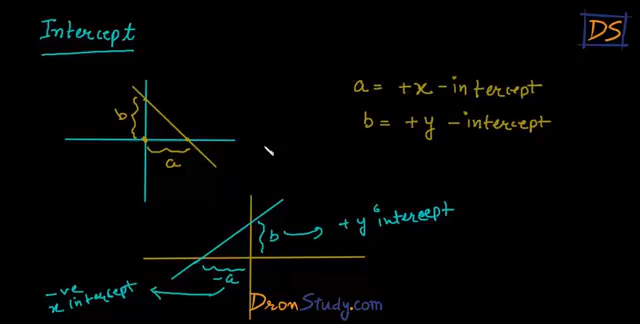 Intercept
DS
a = +x - intercept
b = +y - intercept
b
a
b
+y intercept
-a
-ve
x intercept
DronStudy.com